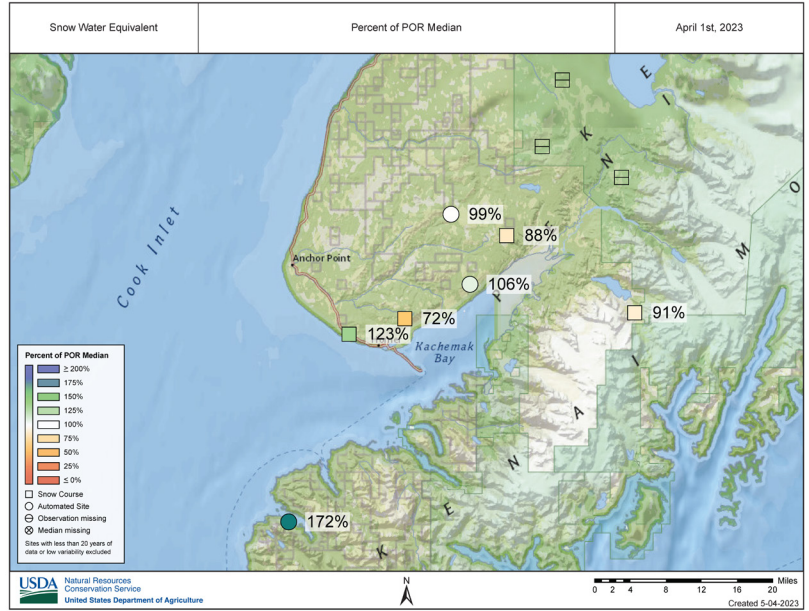 Snow Water Equivalent
Percent of POR Median
April 1st, 2023
Cook Inlet
Anchor Point
KENAI
99%
88%
106%
72%
123%
91%
172%
Kachemak
Bay
KENAI
MO
Percent of POR Median
≥ 200%
175%
150%
125%
100%
75%
50%
25%
≤ 0%
Snow Course
Automated Site
Observation missing
Median missing
Sites with less than 20 years of
data or low variability excluded
USDA
Natural Resources
Conservation Service
United States Department of Agriculture
N
0 2 4 8 12 16 20 Miles
Created 5-04-2023